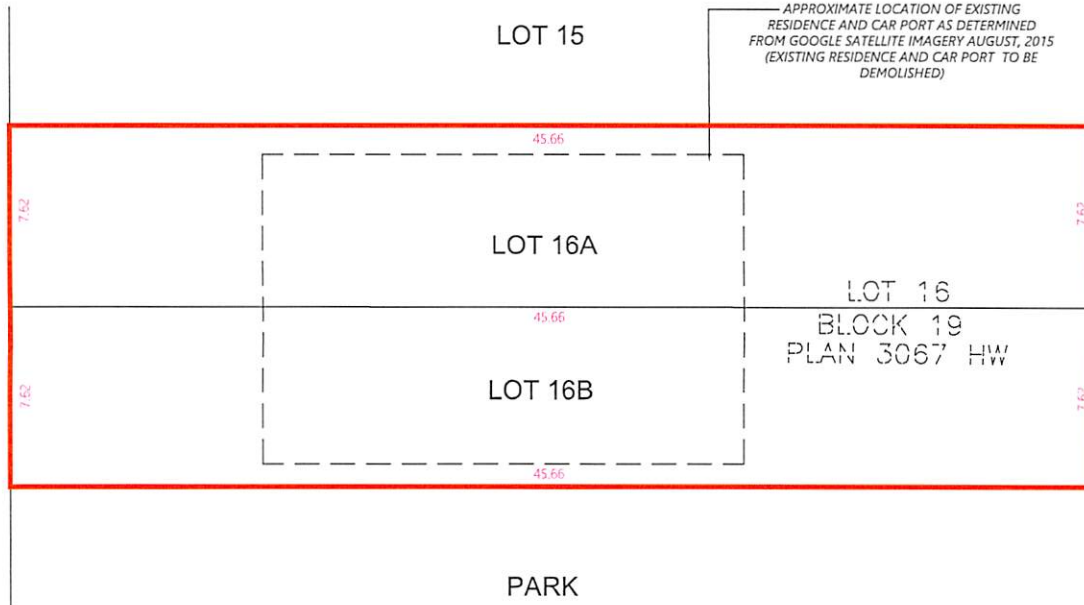 APPROXIMATE LOCATION OF EXISTING
RESIDENCE AND CAR PORT AS DETERMINED
FROM GOOGLE SATELLITE IMAGERY AUGUST, 2015
(EXISTING RESIDENCE AND CAR PORT TO BE
DEMOLISHED)
LOT 15
45.66
7.62
7.62
LOT 16A
LOT 16
45.66
BLOCK 19
PLAN 3067 HW
7.62
7.62
LOT 16B
45.66
PARK